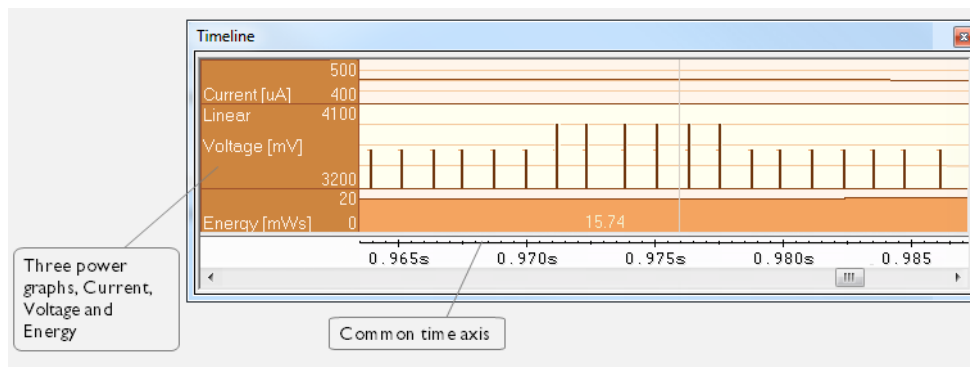 Timeline
500
Current [uA] 400
Linear 4100
Voltage [mV]
3200
20
Energy [mWs] 0
15.74
0.965s 0.970s 0.975s 0.980s 0.985
Three power
graphs, Current,
Voltage and
Energy
Common time axis